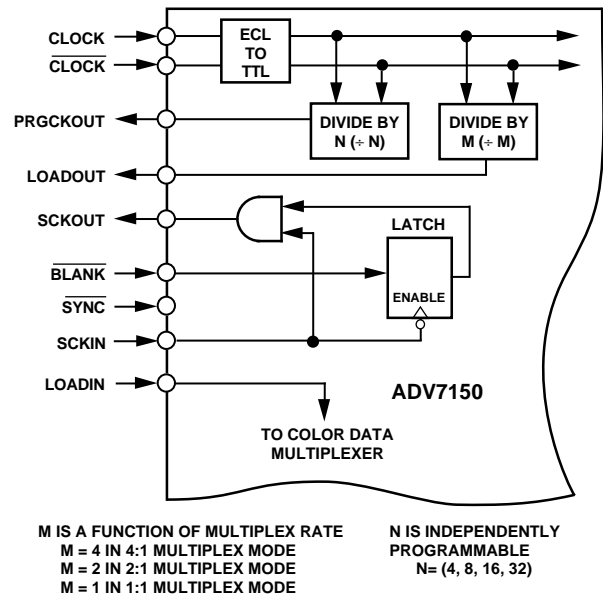 CLOCK
CLOCK
PRGCKOUT
LOADOUT
SCKOUT
BLANK
SYNC
SCKIN
LOADIN
ECL
TO
TTL
DIVIDE BY
N (÷ N)
DIVIDE BY
M (÷ M)
LATCH
ENABLE
ADV7150
TO COLOR DATA
MULTIPLEXER
M IS A FUNCTION OF MULTIPLEX RATE
M = 4 IN 4:1 MULTIPLEX MODE
M = 2 IN 2:1 MULTIPLEX MODE
M = 1 IN 1:1 MULTIPLEX MODE
N IS INDEPENDENTLY
PROGRAMMABLE
N= (4, 8, 16, 32)